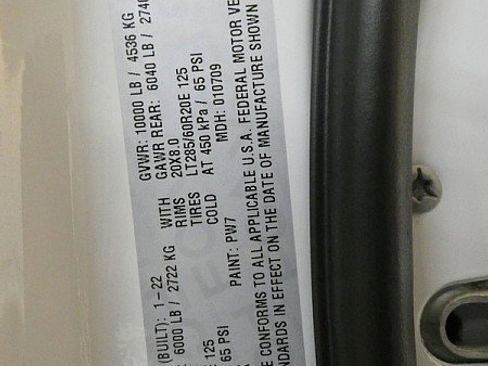 (BUILT): 1-22 GVWR: 10000 LB / 4536 KG
6000 LB / 2722 KG WITH GAWR REAR: 6040 LB / 2740
RIMS 20X8.0
125 TIRES LT285/60R20E 125
65 PSI COLD AT 450 kPa / 65 PSI
PAINT: PW7 MDH: 010709
CONFORMS TO ALL APPLICABLE U.S.A. FEDERAL MOTOR VE
NDARDS IN EFFECT ON THE DATE OF MANUFACTURE SHOWN